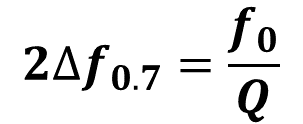 2Δf₀.₇ = f₀ / Q